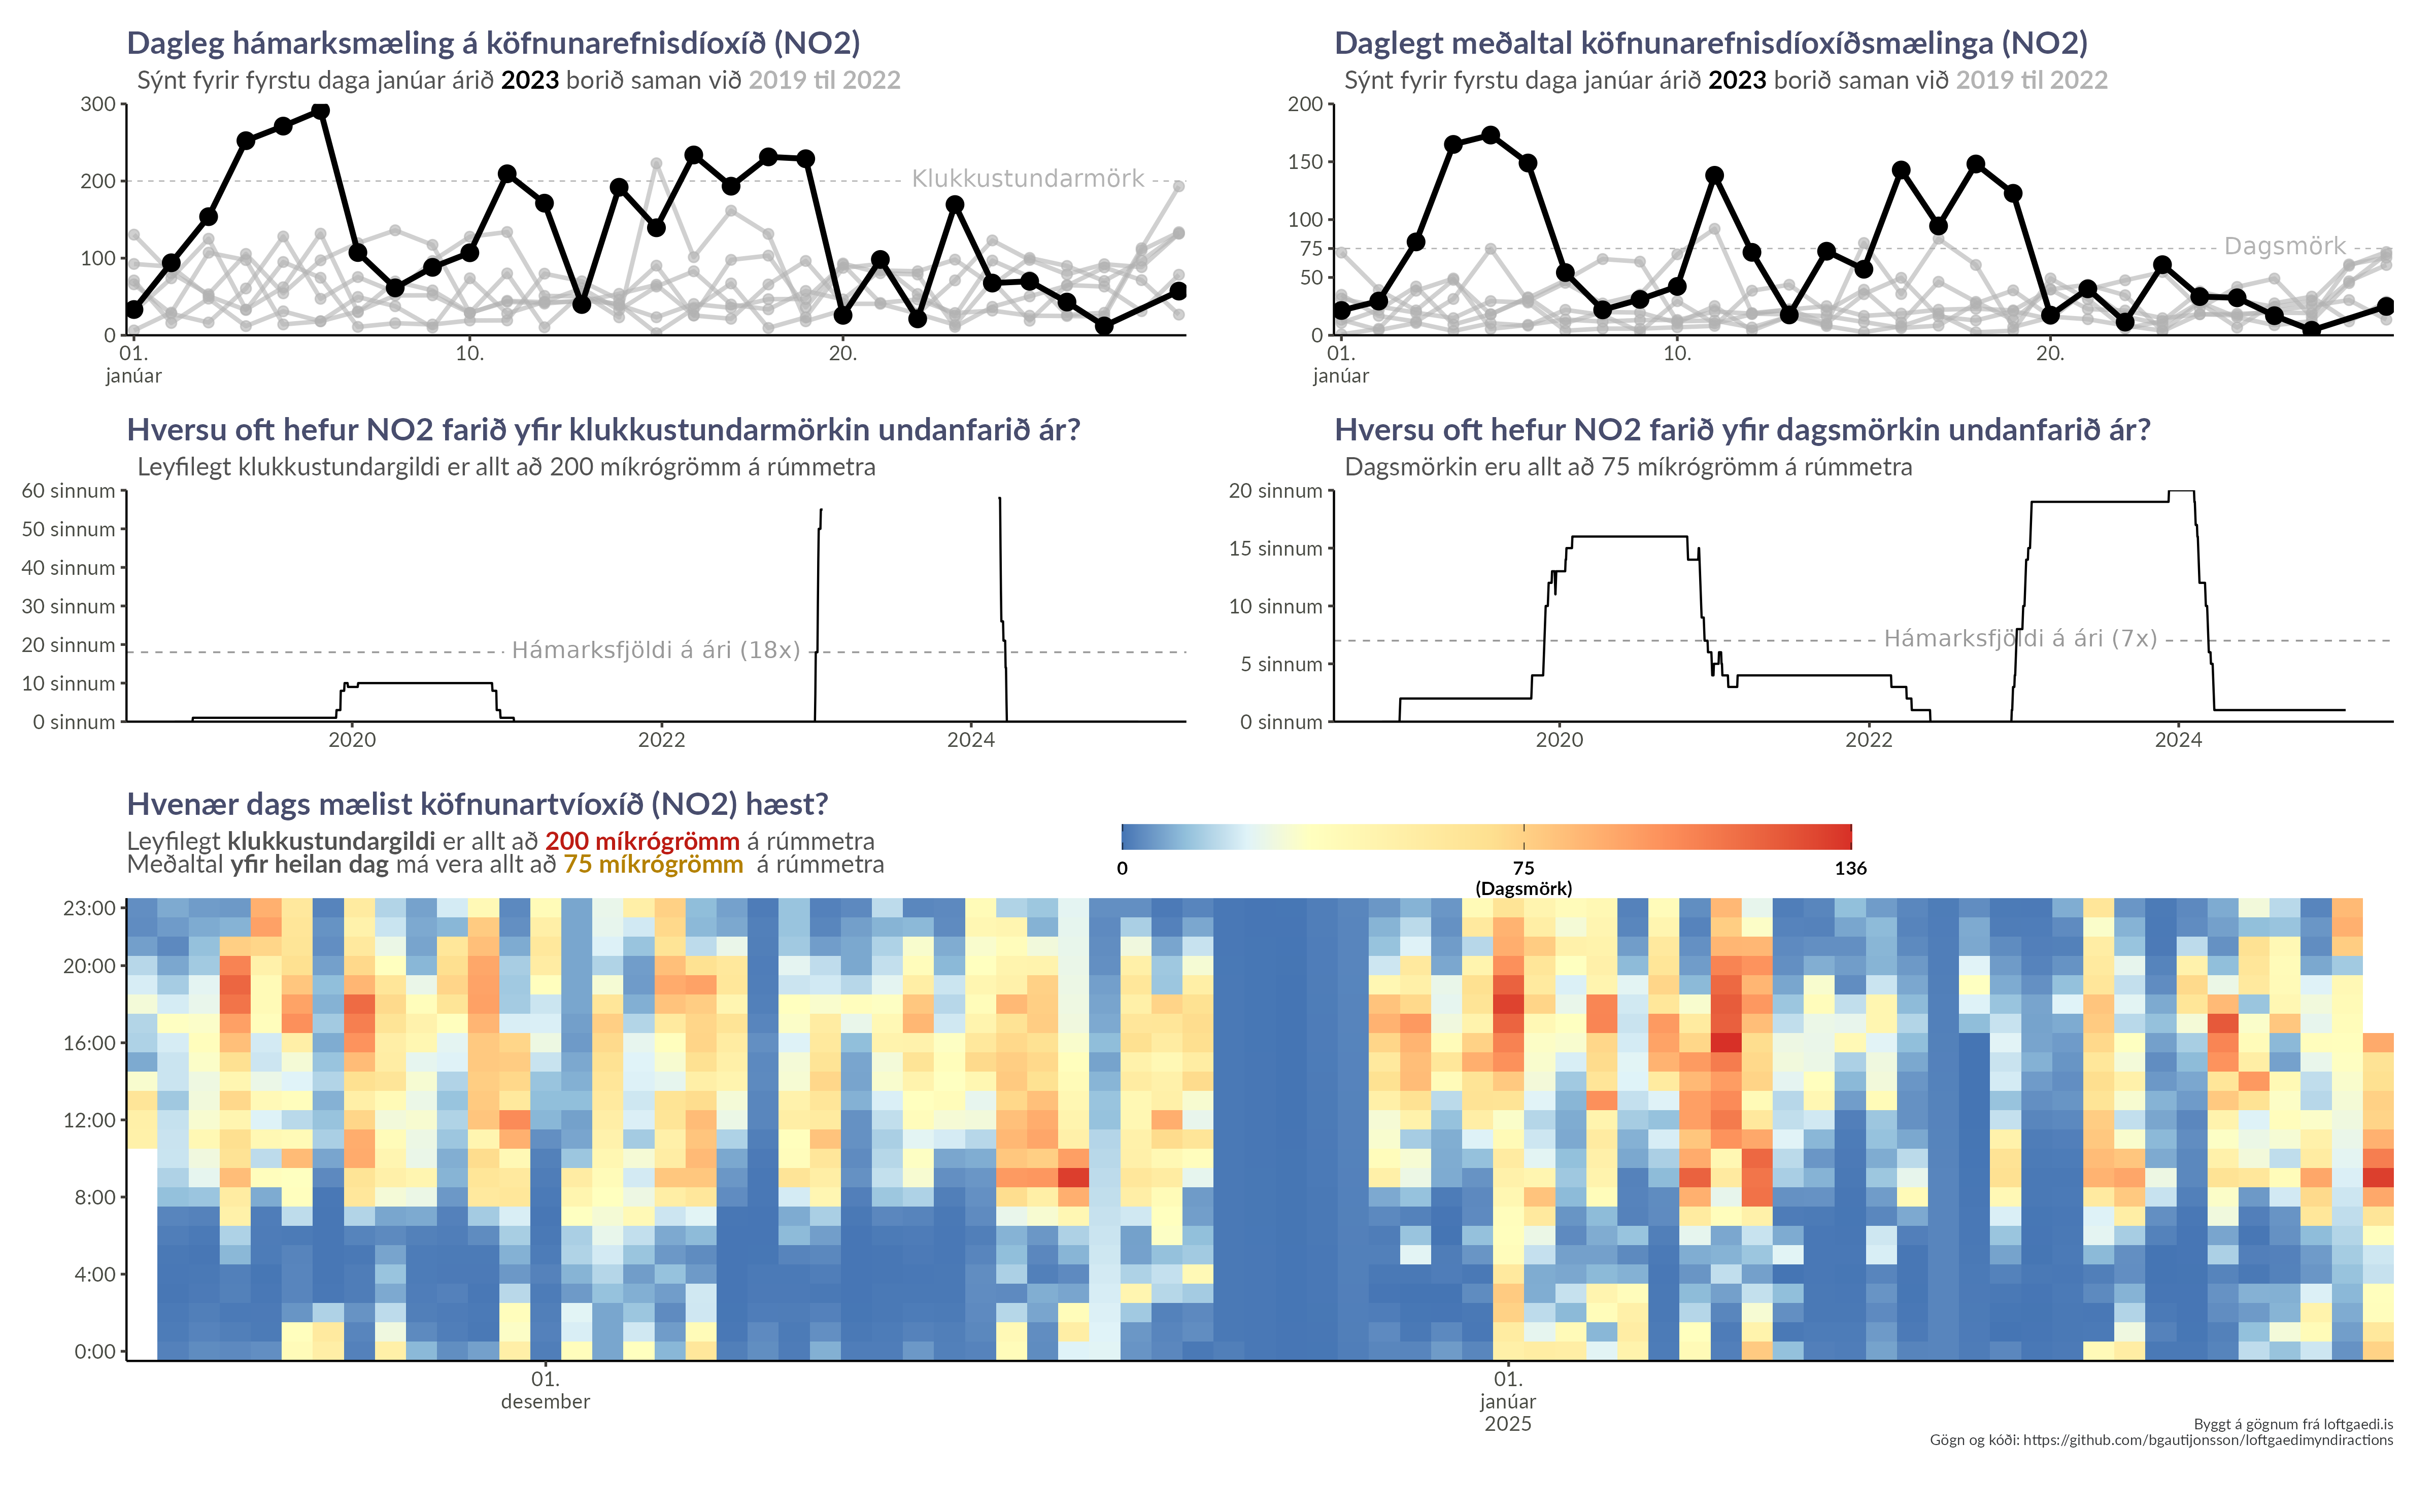 Dagleg hámarksmæling á köfnunarefnisdíoxíð (NO2)
Sýnt fyrir fyrstu daga janúar árið 2023 borið saman við 2019 til 2022
300
200
100
0
Klukkustundarmörk
01.
janúar
10.
20.
Daglegt meðaltal köfnunarefnisdíoxíðsmælinga (NO2)
Sýnt fyrir fyrstu daga janúar árið 2023 borið saman við 2019 til 2022
200
150
100
75
50
0
Dagsmörk
01.
janúar
10.
20.
Hversu oft hefur NO2 farið yfir klukkustundarmörkin undanfarið ár?
Leyfilegt klukkustundargildi er allt að 200 míkrógrömm á rúmmetra
60 sinnum
50 sinnum
40 sinnum
30 sinnum
20 sinnum
10 sinnum
0 sinnum
Hámarksfjöldi á ári (18x)
2020
2022
2024
Hversu oft hefur NO2 farið yfir dagsmörkin undanfarið ár?
Dagsmörkin eru allt að 75 míkrógrömm á rúmmetra
20 sinnum
15 sinnum
10 sinnum
5 sinnum
0 sinnum
Hámarksfjöldi á ári (7x)
2020
2022
2024
Hvenær dags mælist köfnunartvíoxíð (NO2) hæst?
Leyfilegt klukkustundargildi er allt að 200 míkrógrömm á rúmmetra
Meðaltal yfir heilan dag má vera allt að 75 míkrógrömm á rúmmetra
0
75
(Dagsmörk)
136
23:00
20:00
16:00
12:00
8:00
4:00
0:00
01.
desember
01.
janúar
2025
Byggt á gögnum frá loftgaedi.is
Gögn og kóði: https://github.com/bgautijonsson/loftgaedimyndiractions